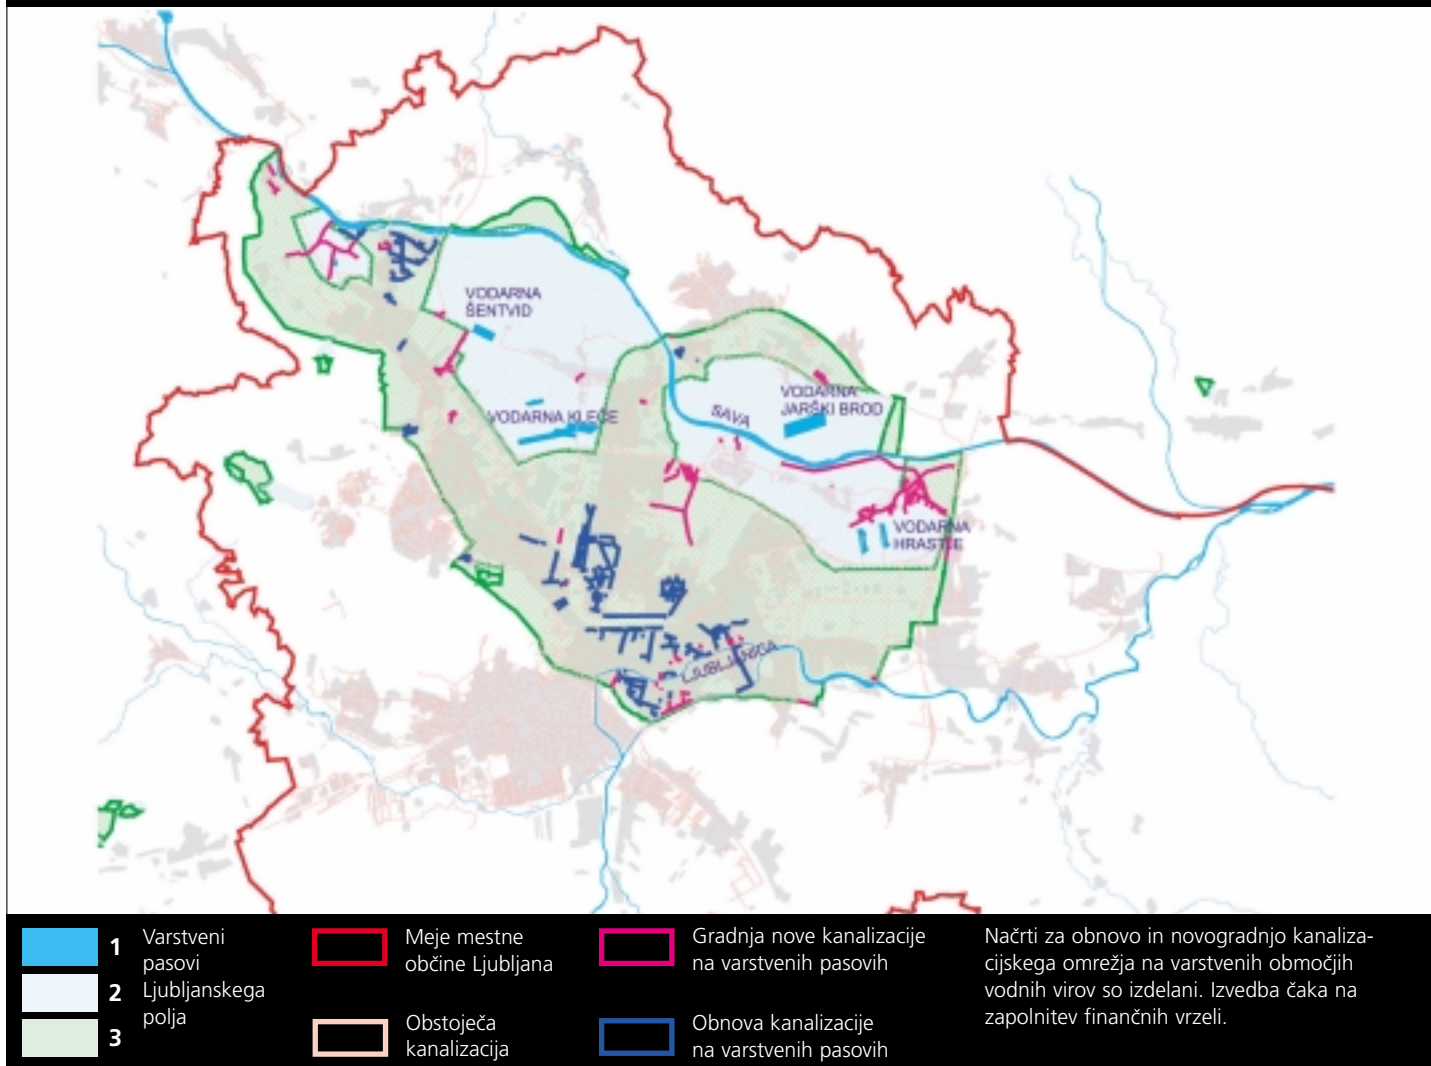 VODARNA
ŠENTVID
VODARNA KLEČE
SAVA
VODARNA
JARŠKI BROD
VODARNA
HRASTJE
LJUBLJANICA
1
2
3
Varstveni
pasovi
Ljubljanskega
polja
Meje mestne
občine Ljubljana
Obstoječa
kanalizacija
Gradnja nove kanalizacije
na varstvenih pasovih
Obnova kanalizacije
na varstvenih pasovih
Načrti za obnovo in novogradnjo kanaliza-
cijskega omrežja na varstvenih območjih
vodnih virov so izdelani. Izvedba čaka na
zapolnitev finančnih vrzeli.